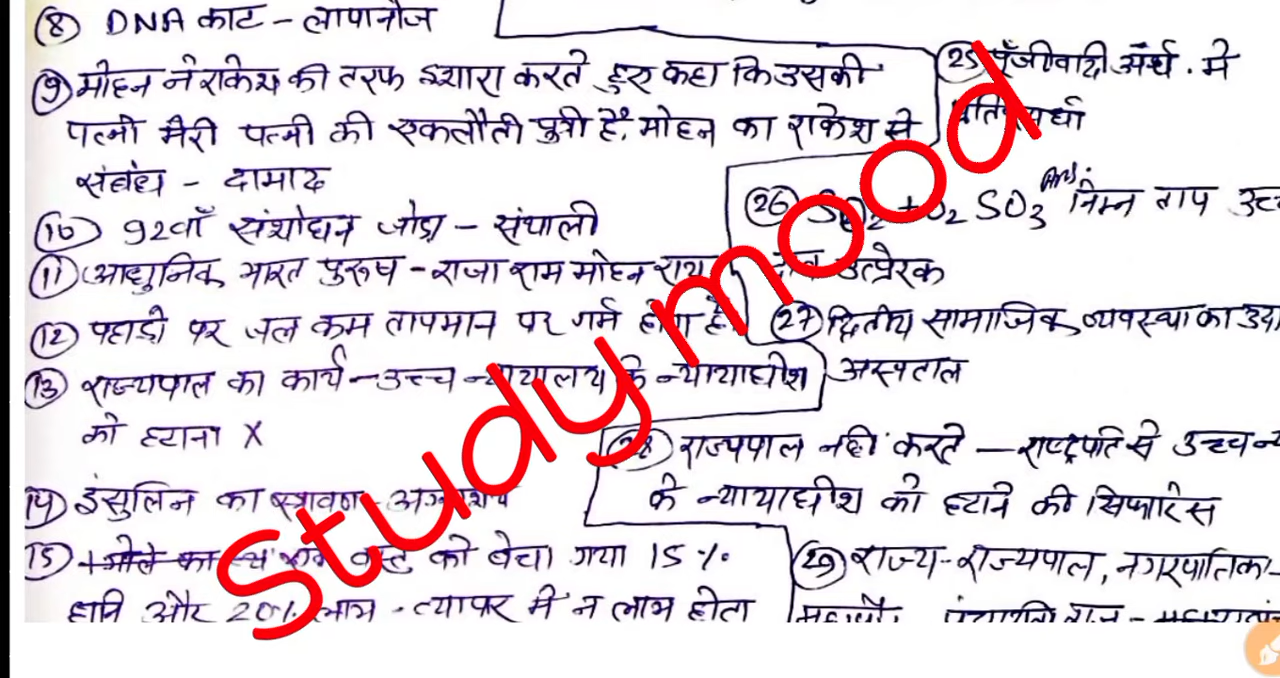 (8) DNA काट - लापानोज
(9) मोहन ने राकेश की तरफ इशारा करते हुए कहा कि उसकी
पत्नी मेरी पत्नी की एकलौती पुत्री है, मोहन का राकेश से
संबंध - दामाद
(10) 92वाँ संशोधन जोड़ा - संथाली
(11) आधुनिक भारत पुरुष - राजा राम मोहन राय
(12) पहाड़ो पर जल कम तापमान पर गर्म होता है
(13) राज्यपाल का कार्य - उच्च न्यायालय के न्यायाधीश
को हटाना X
(14) इंसुलिन का स्त्रावण अग्नाशय
(15) वस्तु को बेचा गया 15%
हानि और 20% लाभ - व्यापार में न लाभ होता
(25) पूँजीवादी अर्थ. में
प्रतिस्पर्धा
(26) SO2 + O2 SO3 Ans: निम्न ताप उच्च
दाब उत्प्रेरक
(27) द्वितीय सामाजिक व्यवस्था का उदा
अस्पताल
(28) राज्यपाल नही करते - राष्ट्रपति से उच्च न्या
के न्यायाधीश को हटाने की सिफारिस
(29) राज्य - राज्यपाल, नगरपालिका -
Study mood